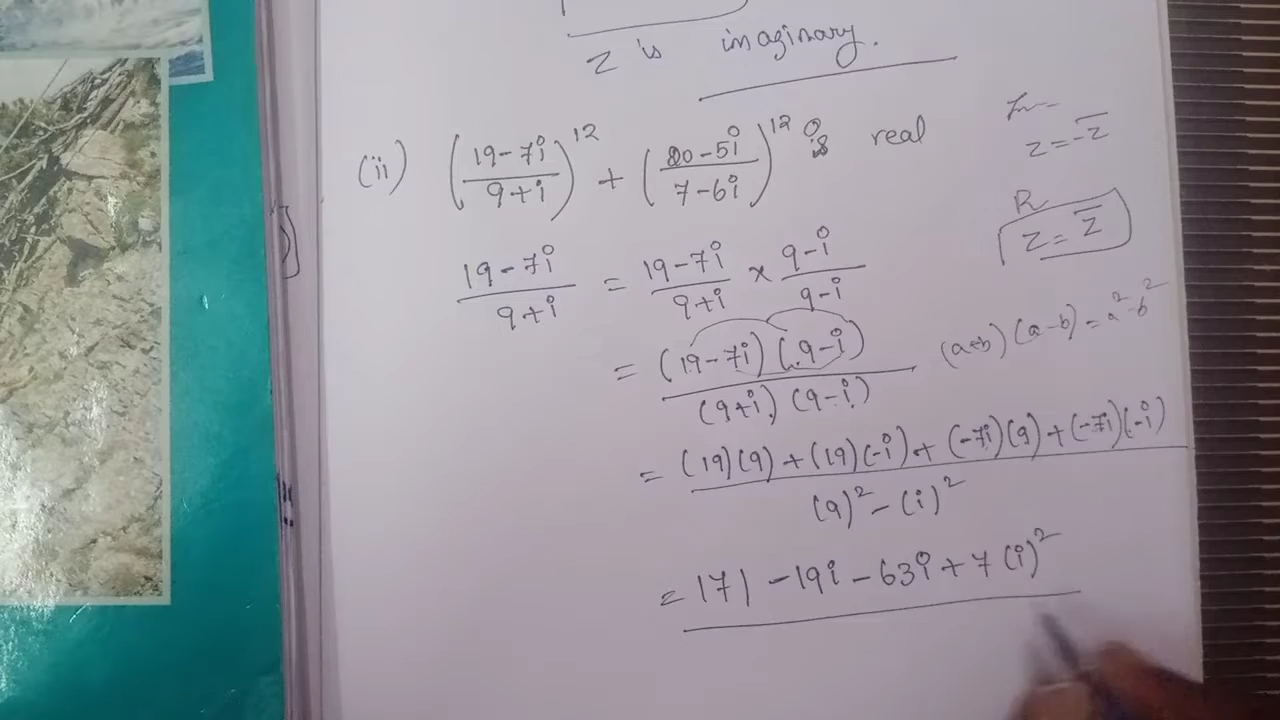 z is imaginary.
(ii) ((19-7i)/(9+i))^12 + ((20-5i)/(7-6i))^12 is real
z = -z̅
R
z = z̅
(19-7i)/(9+i) = (19-7i)/(9+i) × (9-i)/(9-i)
= (19-7i)(9-i)/(9+i)(9-i)
(a+b)(a-b) = a²-b²
= ((19)(9)+(19)(-i)+(-7i)(9)+(-7i)(-i))/((9)²-(i)²)
= 171-19i-63i+7(i)²